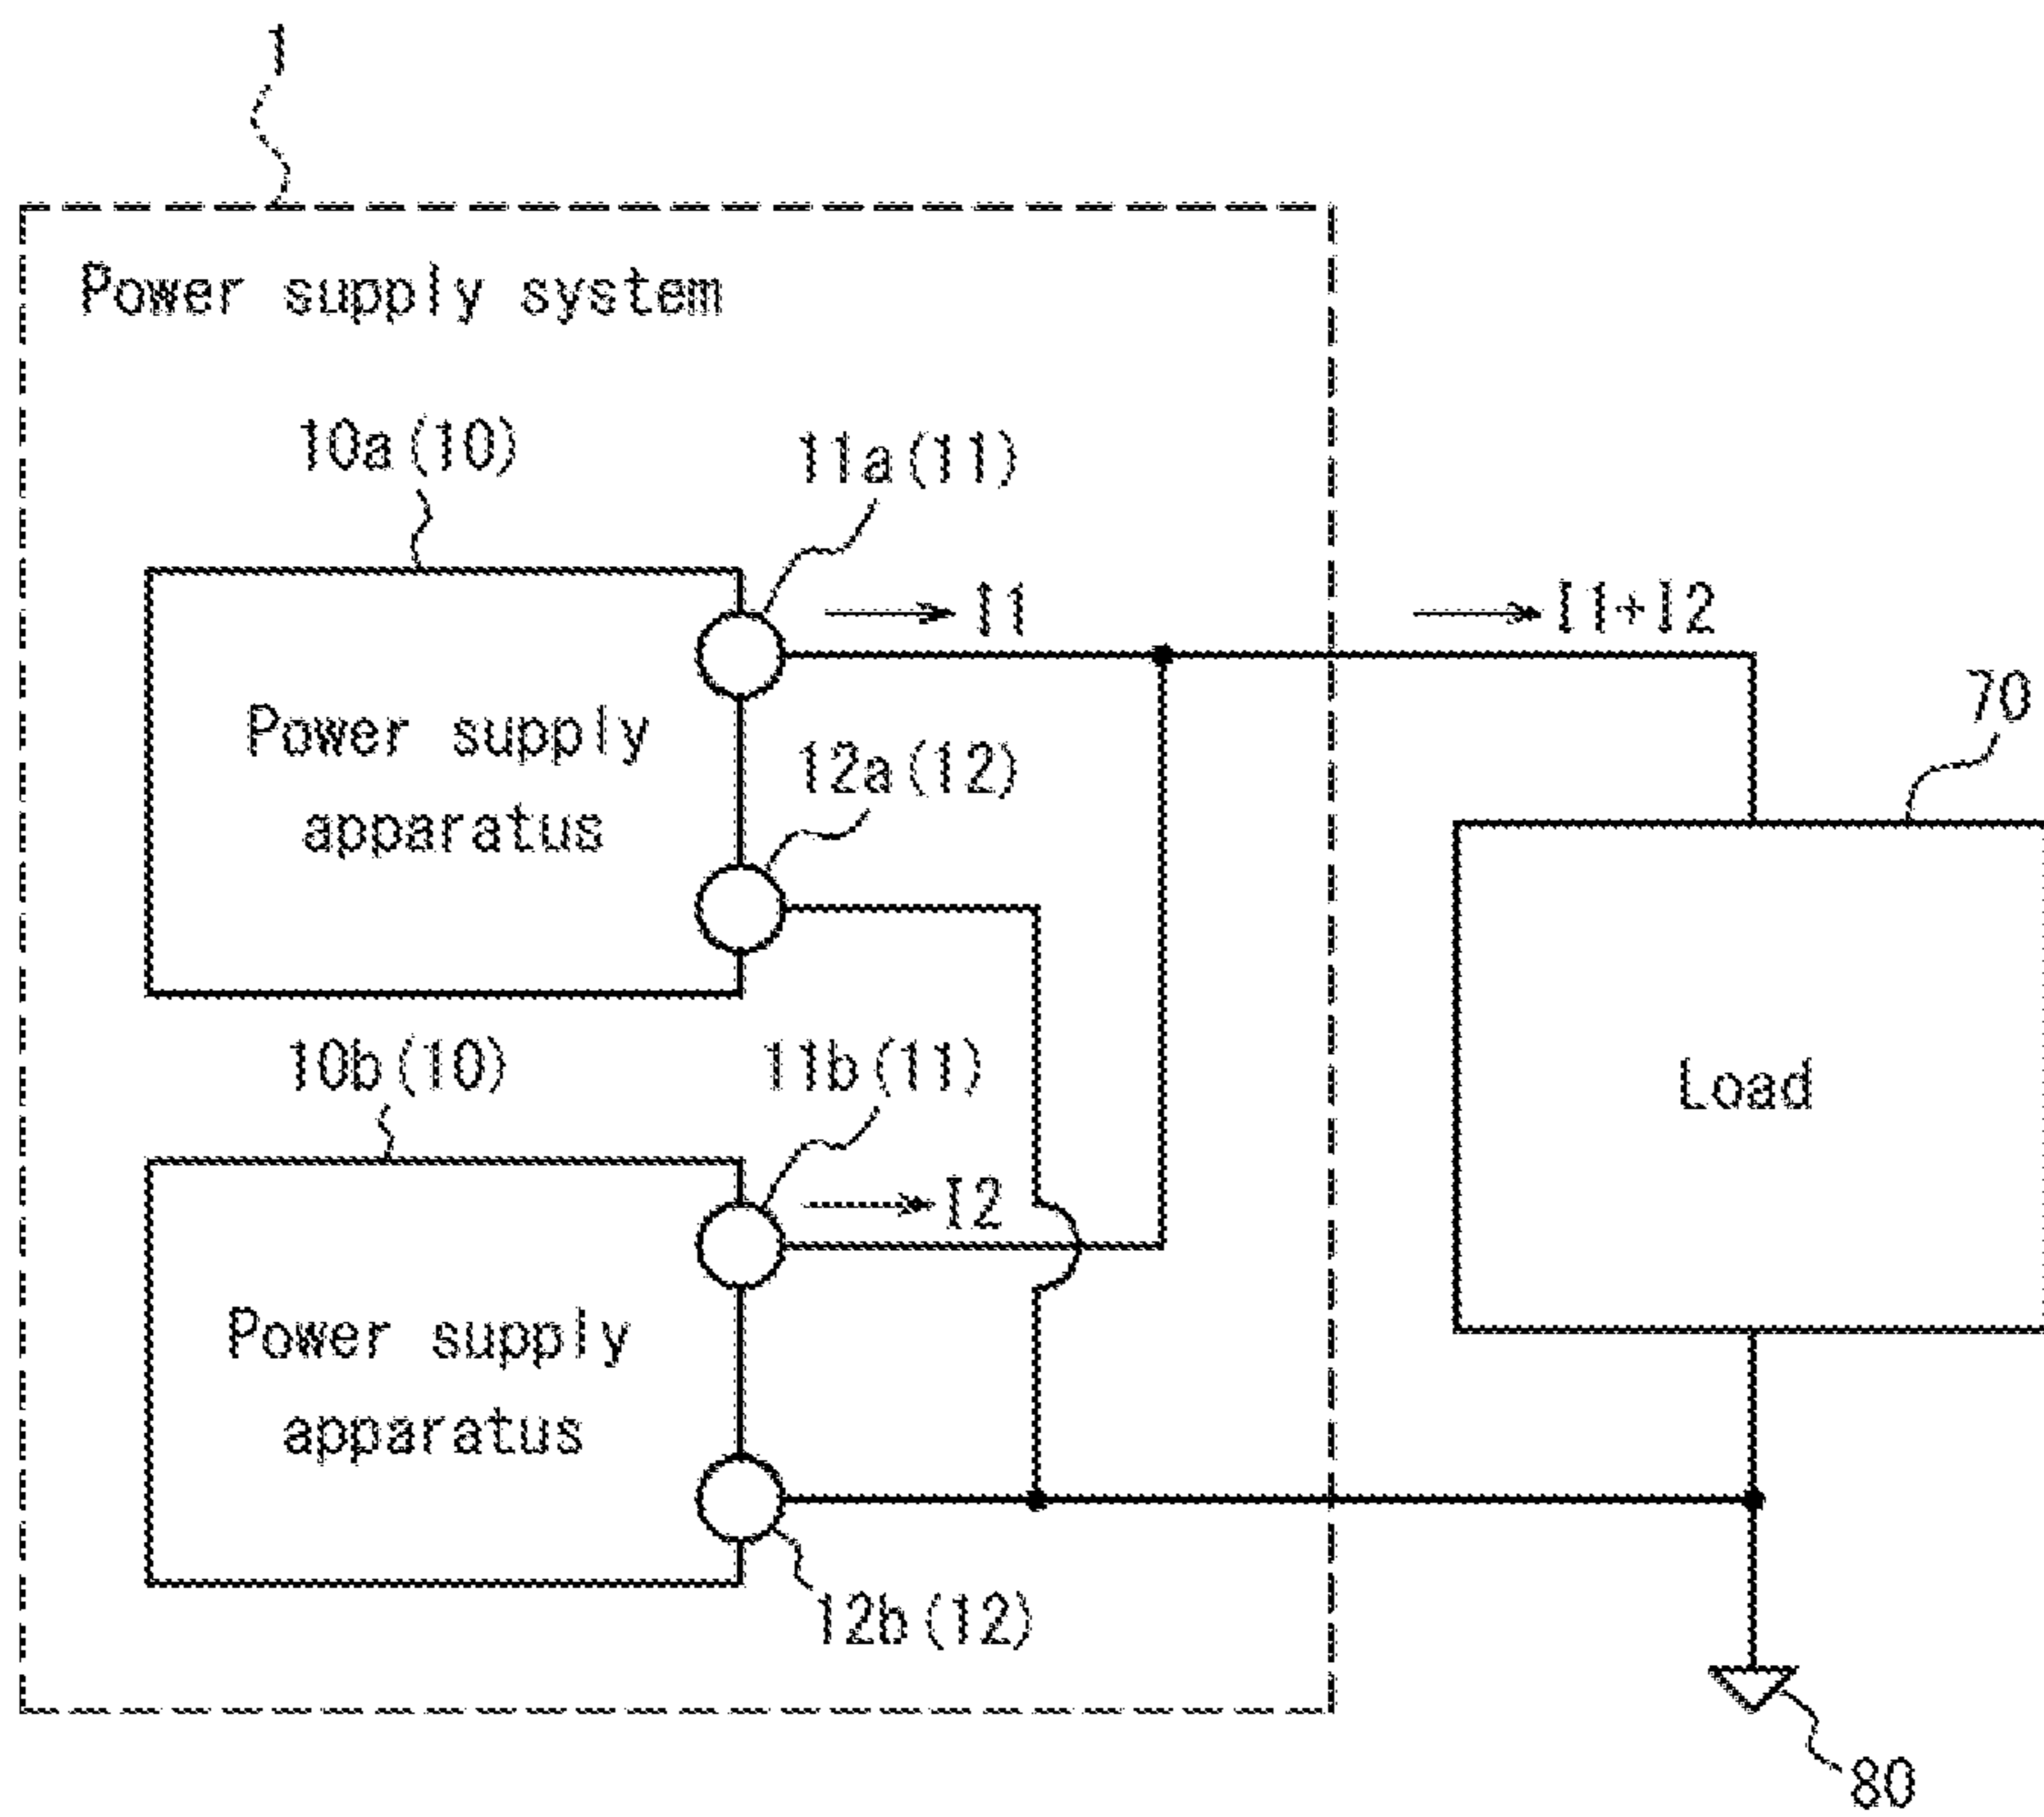 1
Power supply system
10a(10)
11a(11)
I1
I1+I2
Power supply
apparatus
12a(12)
70
Load
10b(10)
11b(11)
I2
Power supply
apparatus
12b(12)
80